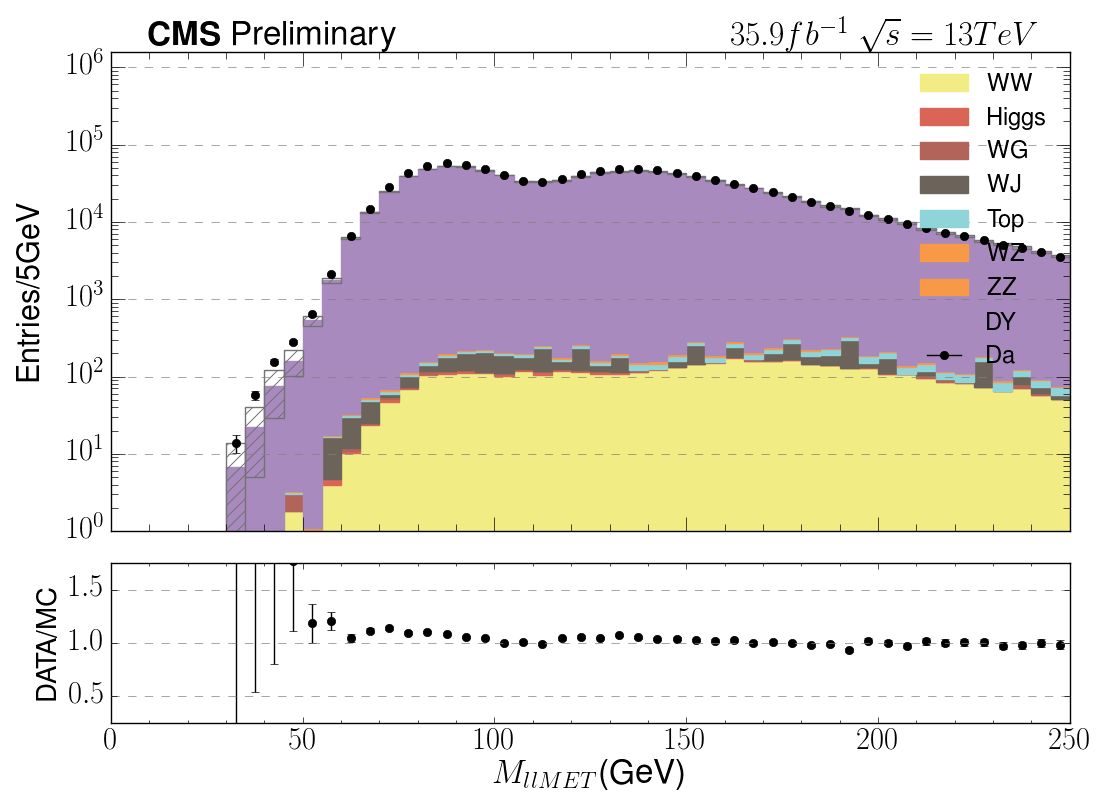 CMS Preliminary 35.9fb⁻¹ √s = 13TeV
10⁶
10⁵
10⁴
10³
10²
10¹
10⁰
Entries/5GeV
WW
Higgs
WG
WJ
Top
WZ
ZZ
DY
Da
1.5
1.0
0.5
DATA/MC
0 50 100 150 200 250
M_{llMET}(GeV)